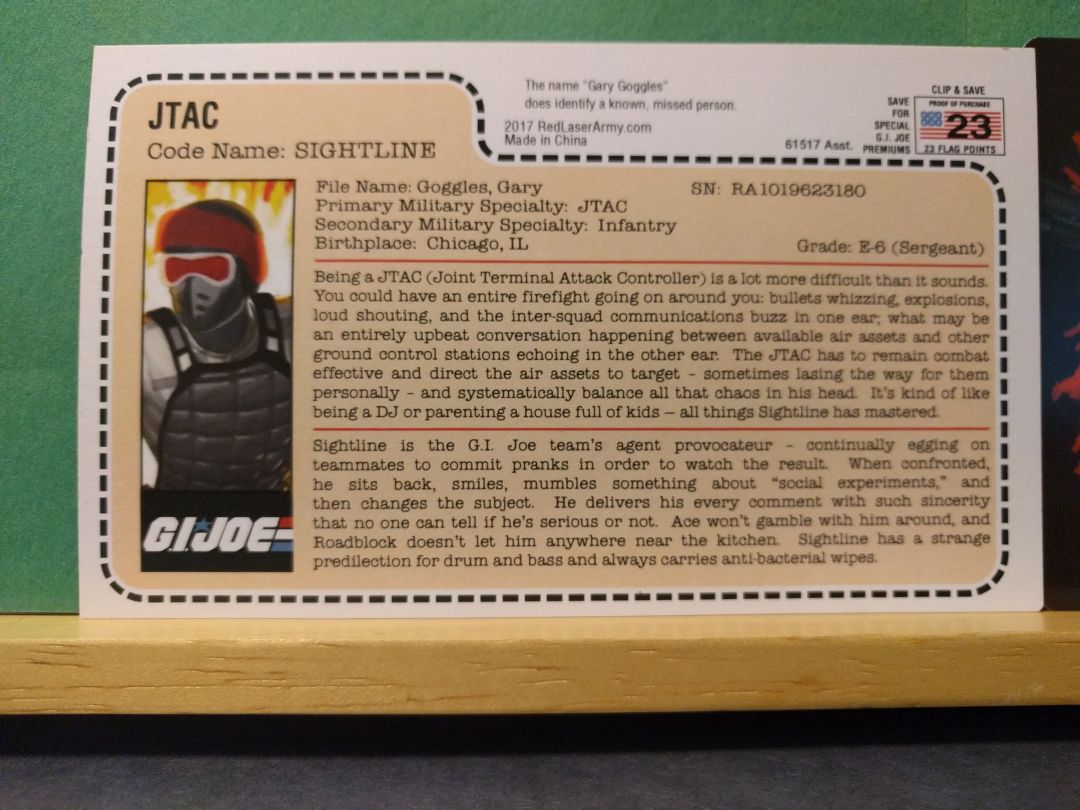 JTAC
Code Name: SIGHTLINE
The name "Gary Goggles"
does identify a known, missed person.
2017 RedLaserArmy.com
Made in China
61517 Asst.
SAVE
FOR
SPECIAL
G.I. JOE
PREMIUMS
CLIP & SAVE
PROOF OF PURCHASE
23
23 FLAG POINTS
File Name: Goggles, Gary
SN: RA1019623180
Primary Military Specialty: JTAC
Secondary Military Specialty: Infantry
Birthplace: Chicago, IL
Grade: E-6 (Sergeant)
Being a JTAC (Joint Terminal Attack Controller) is a lot more difficult than it sounds.
You could have an entire firefight going on around you: bullets whizzing, explosions,
loud shouting, and the inter-squad communications buzz in one ear; what may be
an entirely upbeat conversation happening between available air assets and other
ground control stations echoing in the other ear. The JTAC has to remain combat
effective and direct the air assets to target - sometimes lasing the way for them
personally - and systematically balance all that chaos in his head. It's kind of like
being a DJ or parenting a house full of kids – all things Sightline has mastered.
Sightline is the G.I. Joe team's agent provocateur - continually egging on
teammates to commit pranks in order to watch the result. When confronted,
he sits back, smiles, mumbles something about "social experiments," and
then changes the subject. He delivers his every comment with such sincerity
that no one can tell if he's serious or not. Ace won't gamble with him around, and
Roadblock doesn't let him anywhere near the kitchen. Sightline has a strange
predilection for drum and bass and always carries anti-bacterial wipes.
G.I. JOE